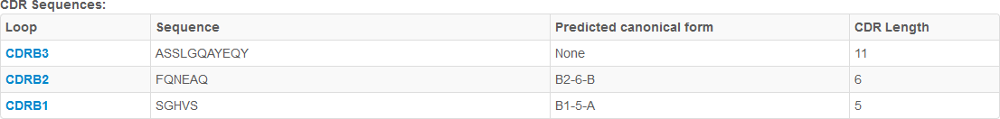 CDR Sequences:
Loop Sequence Predicted canonical form CDR Length
CDRB3 ASSLGQAYEQY None 11
CDRB2 FQNEAQ B2-6-B 6
CDRB1 SGHVS B1-5-A 5